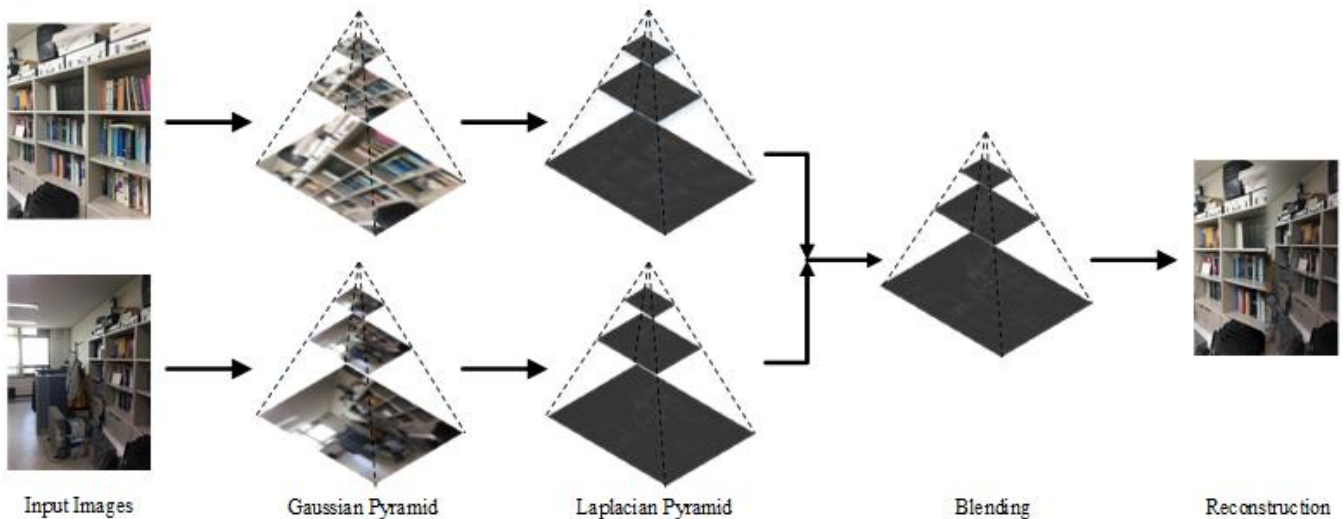 Input Images
Gaussian Pyramid
Laplacian Pyramid
Blending
Reconstruction